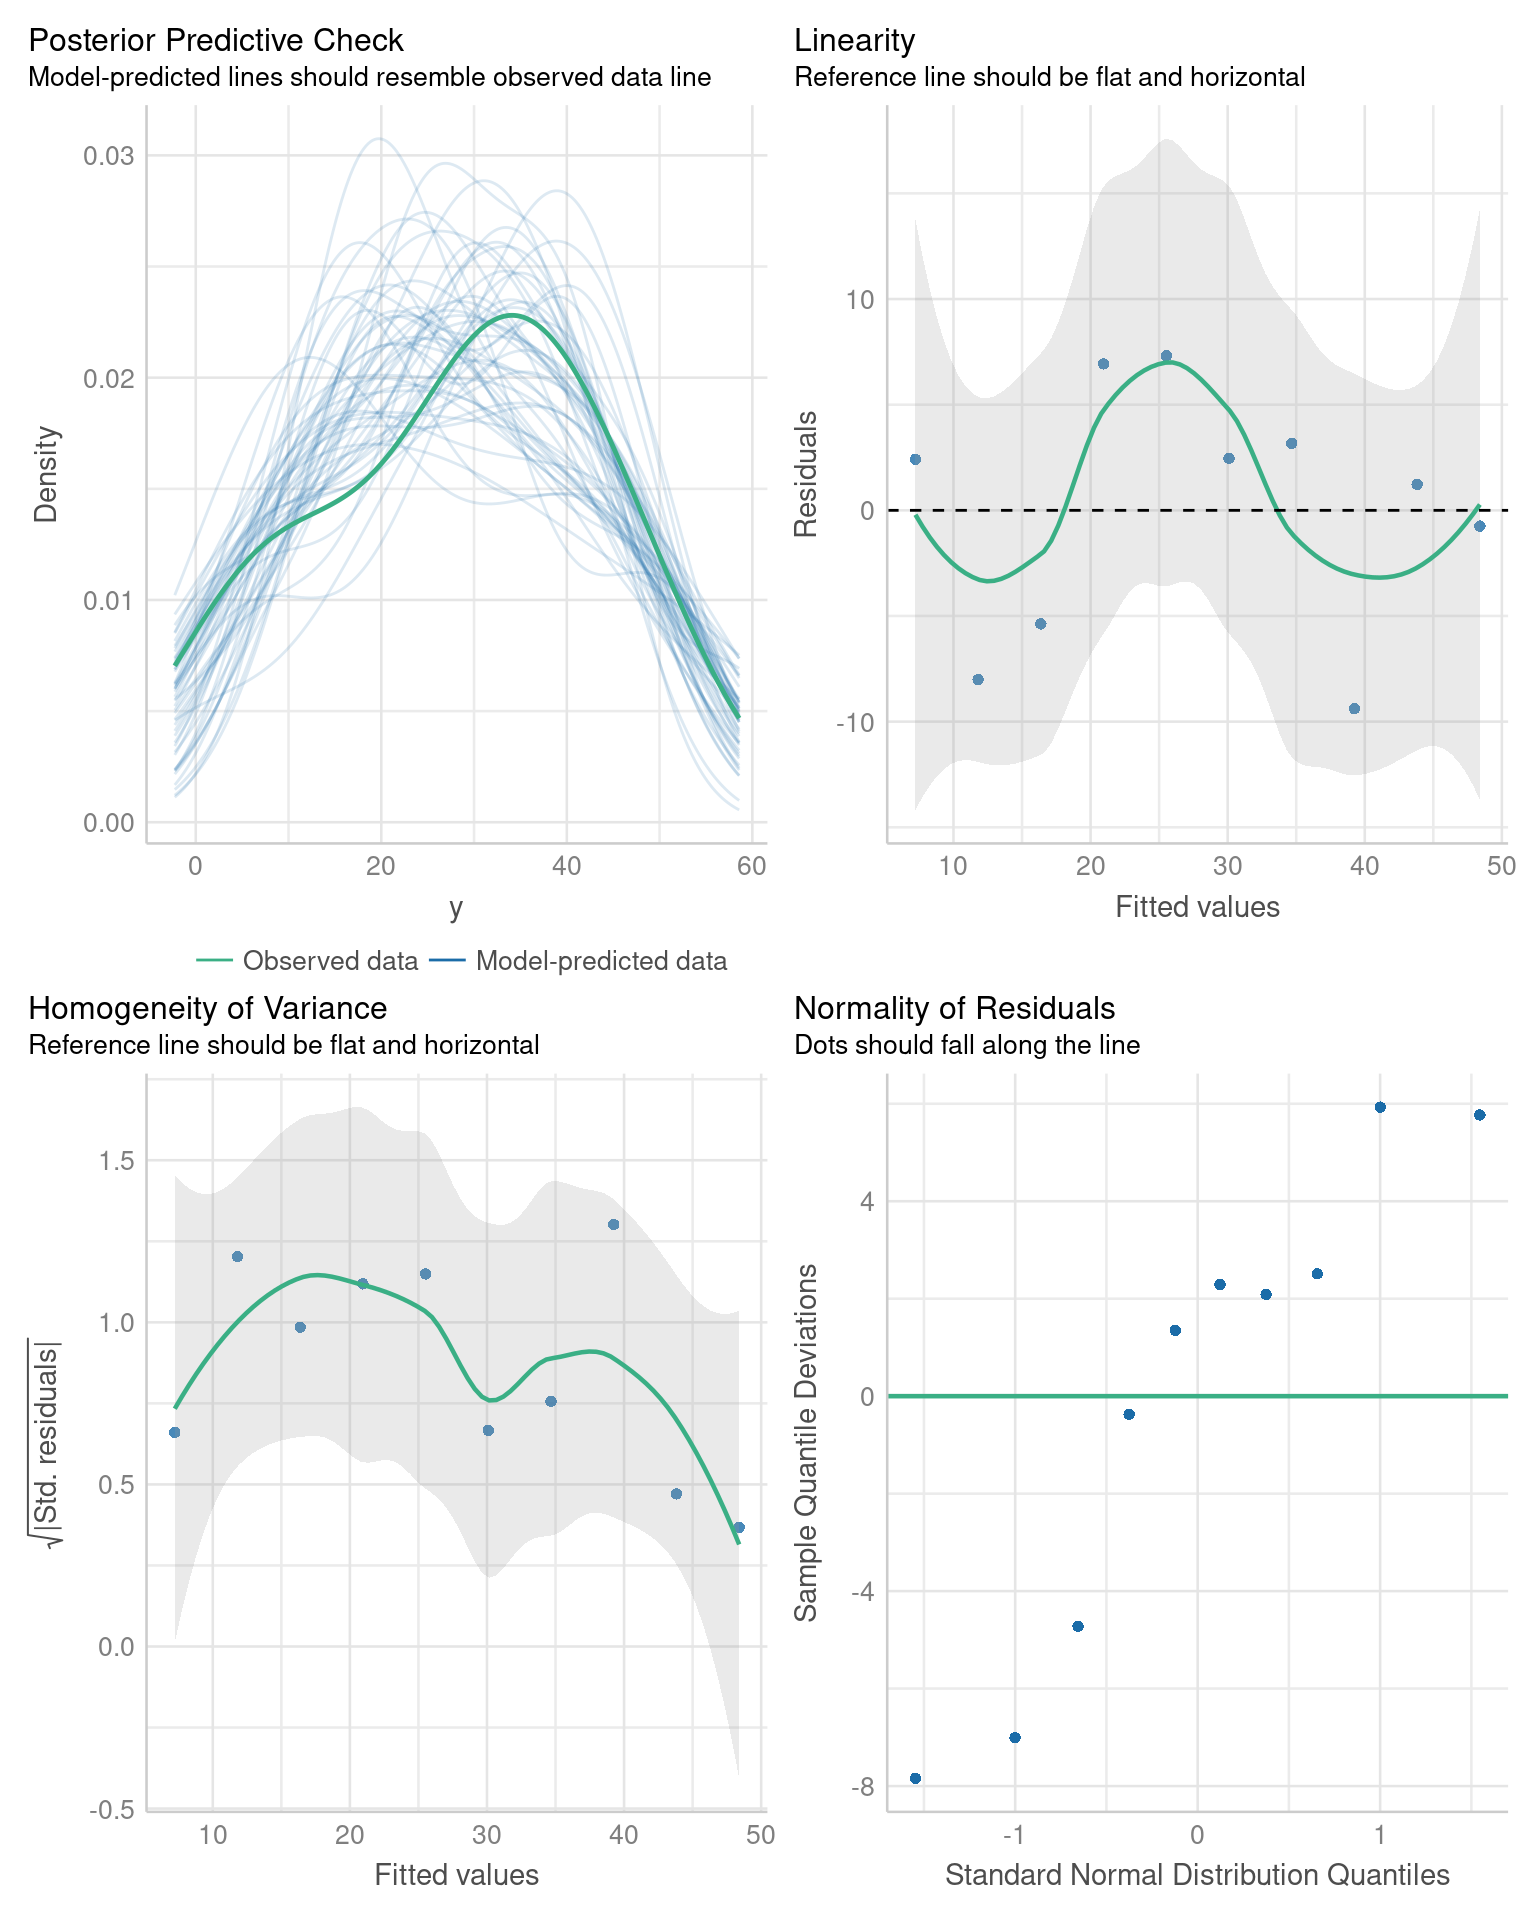 Posterior Predictive Check
Model-predicted lines should resemble observed data line
0.03
0.02
0.01
0.00
Density
0
20
40
60
y
Observed data
Model-predicted data
Linearity
Reference line should be flat and horizontal
10
0
-10
Residuals
10
20
30
40
50
Fitted values
Homogeneity of Variance
Reference line should be flat and horizontal
1.5
1.0
0.5
0.0
-0.5
√|Std. residuals|
10
20
30
40
50
Fitted values
Normality of Residuals
Dots should fall along the line
4
0
-4
-8
Sample Quantile Deviations
-1
0
1
Standard Normal Distribution Quantiles